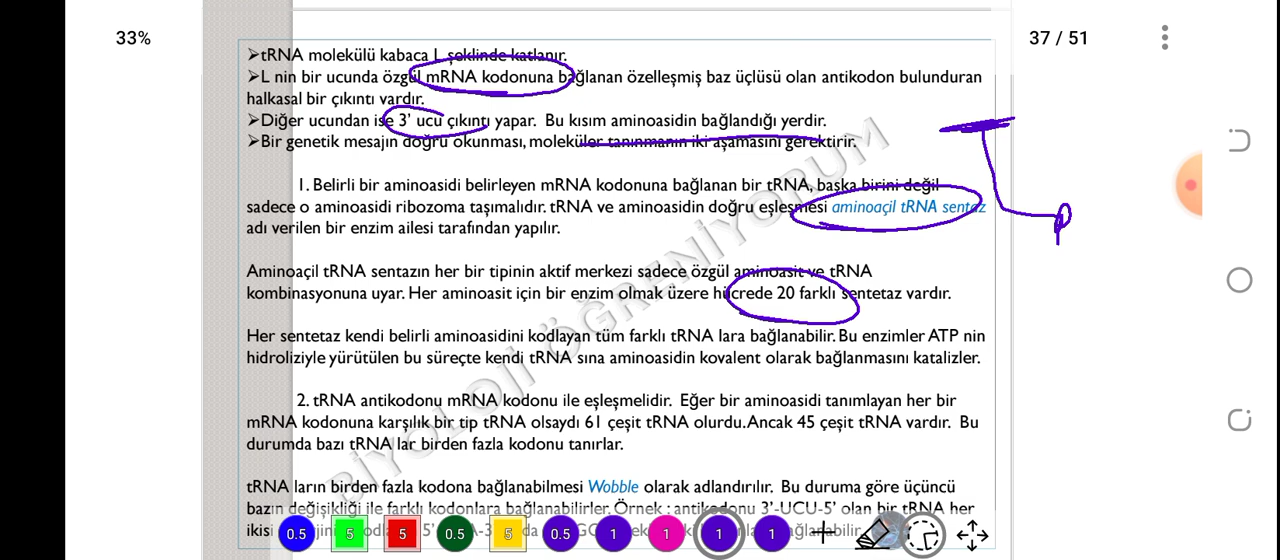 33%
37 / 51
➢tRNA molekülü kabaca L şeklinde katlanır.
➢L nin bir ucunda özgül mRNA kodonuna bağlanan özelleşmiş baz üçlüsü olan antikodon bulunduran
halkasal bir çıkıntı vardır.
➢Diğer ucundan ise 3' ucu çıkıntı yapar. Bu kısım aminoasidin bağlandığı yerdir.
➢Bir genetik mesajın doğru okunması, moleküler tanınmanın iki aşamasını gerektirir.
1. Belirli bir aminoasidi belirleyen mRNA kodonuna bağlanan bir tRNA, başka birini değil
sadece o aminoasidi ribozoma taşımalıdır. tRNA ve aminoasidin doğru eşleşmesi aminoaçil tRNA sentaz
adı verilen bir enzim ailesi tarafından yapılır.
Aminoaçil tRNA sentazın her bir tipinin aktif merkezi sadece özgül aminoasit ve tRNA
kombinasyonuna uyar. Her aminoasit için bir enzim olmak üzere hücrede 20 farklı sentetaz vardır.
Her sentetaz kendi belirli aminoasidini kodlayan tüm farklı tRNA lara bağlanabilir. Bu enzimler ATP nin
hidroliziyle yürütülen bu süreçte kendi tRNA sına aminoasidin kovalent olarak bağlanmasını katalizler.
2. tRNA antikodonu mRNA kodonu ile eşleşmelidir. Eğer bir aminoasidi tanımlayan her bir
mRNA kodonuna karşılık bir tip tRNA olsaydı 61 çeşit tRNA olurdu. Ancak 45 çeşit tRNA vardır. Bu
durumda bazı tRNA lar birden fazla kodonu tanırlar.
tRNA ların birden fazla kodona bağlanabilmesi Wobble olarak adlandırılır. Bu duruma göre üçüncü
bazın değişikliği ile farklı kodonlara bağlanabilirler. Örnek : antikodonu 3'-UCU-5' olan bir tRNA her
ikisi
BİYOLOJİ ÖĞRENİYORUM
0.5 5 5 0.5 5 0.5 1 1 1 1